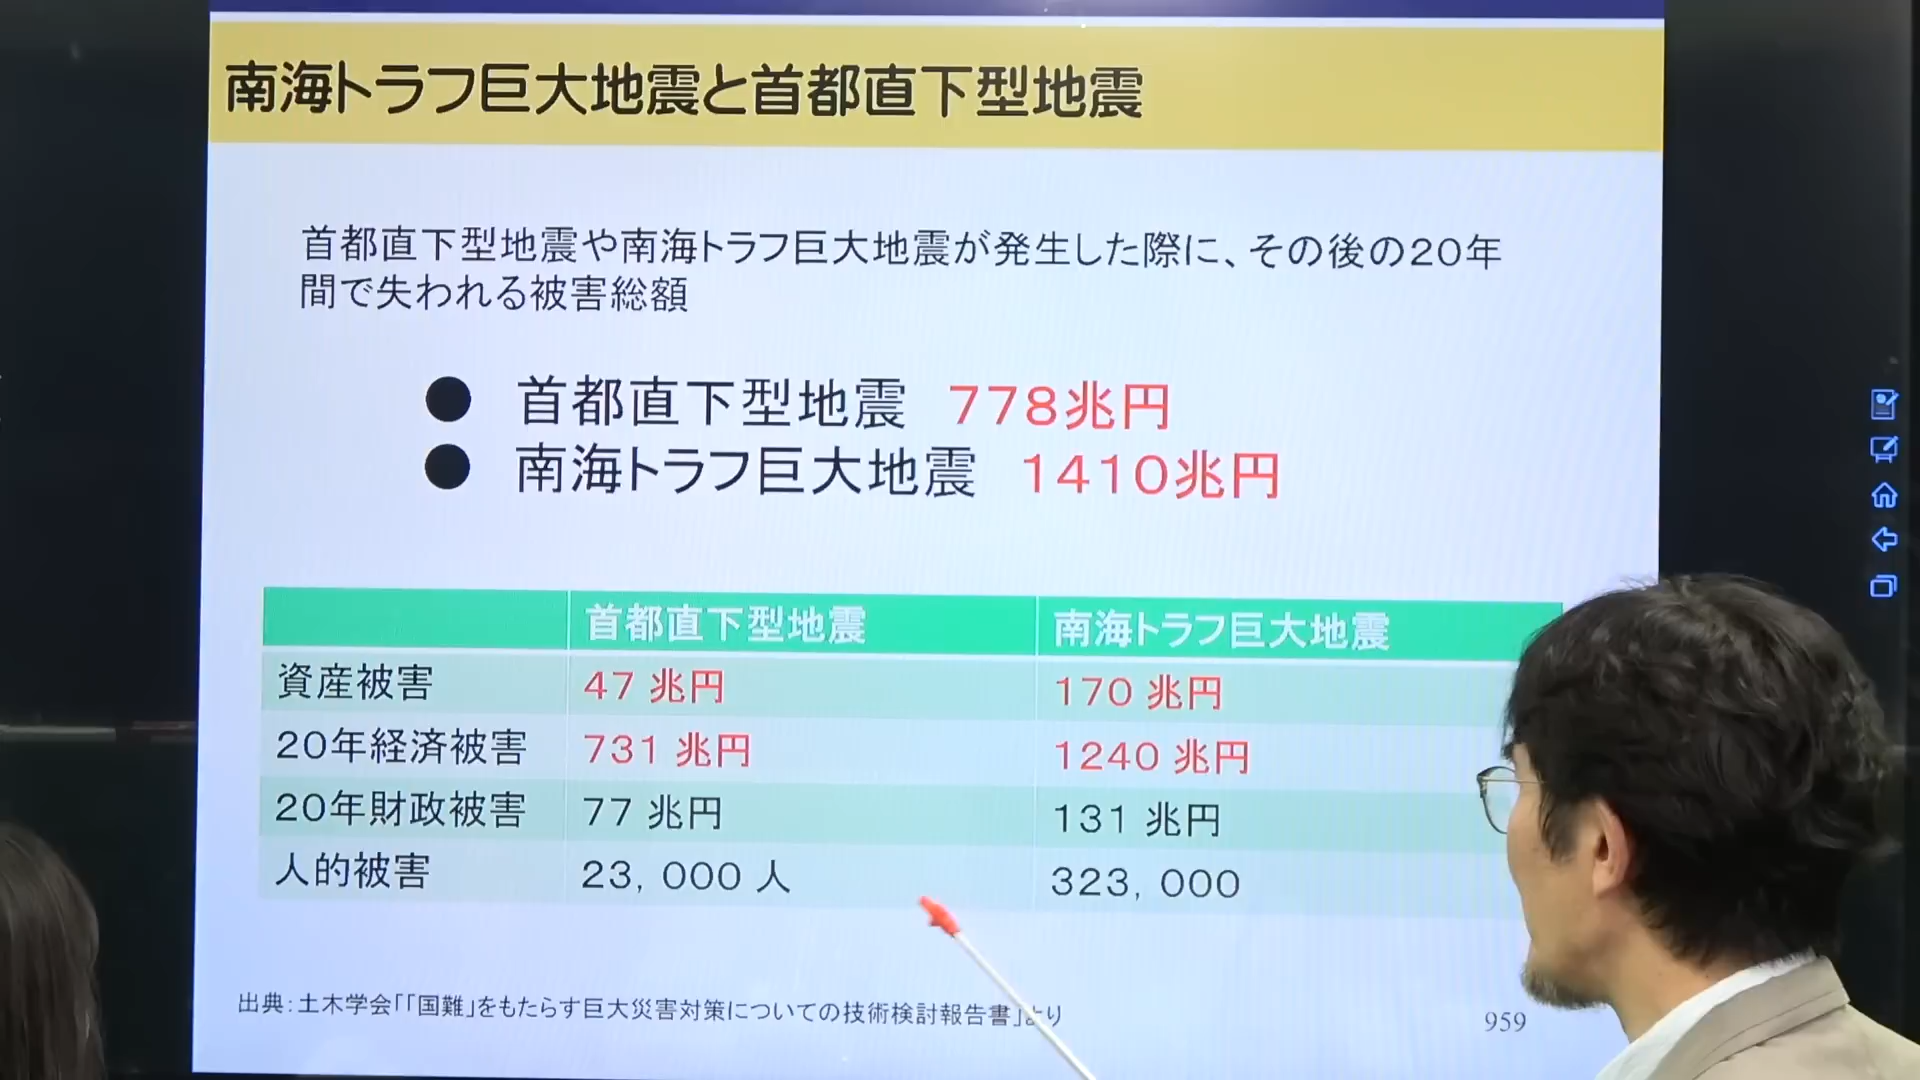 南海トラフ巨大地震と首都直下型地震
首都直下型地震や南海トラフ巨大地震が発生した際に、その後の20年
間で失われる被害総額
● 首都直下型地震 778兆円
● 南海トラフ巨大地震 1410兆円
首都直下型地震 南海トラフ巨大地震
資産被害 47 兆円 170 兆円
20年経済被害 731 兆円 1240 兆円
20年財政被害 77 兆円 131 兆円
人的被害 23，000 人 323，000
出典：土木学会「「国難」をもたらす巨大災害対策についての技術検討報告書」より
959